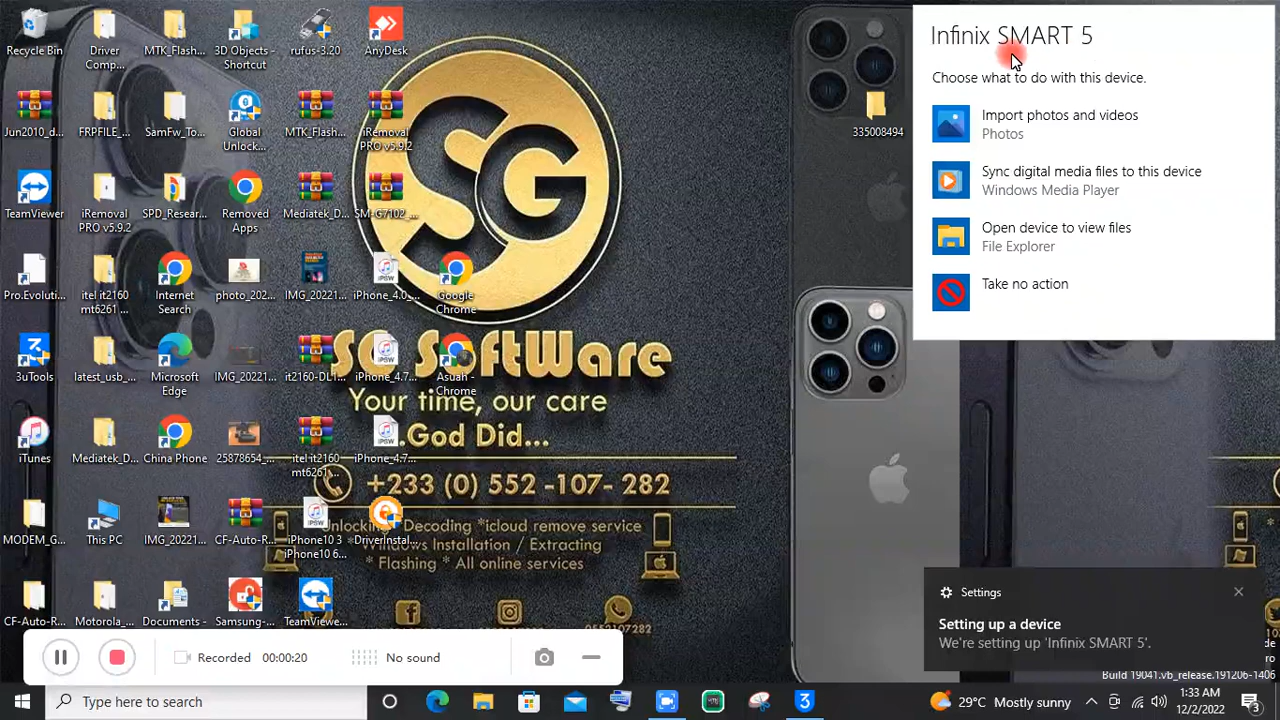 Recycle Bin
Driver
Comp...
MTK_Flash...
3D Objects -
Shortcut
rufus-3.20
AnyDesk
Jun2010_d...
FRPFILE_...
SamFw_To...
Global
Unlock...
MTK_Flash...
iRemoval
PRO v5.9.2
TeamViewer
iRemoval
PRO v5.9.2
SPD_Resear...
Removed
Apps
Mediatek_D...
SM-G7102_...
Pro.Evolutio...
itel it2160
mt6261 ...
Internet
Search
photo_202...
IMG_20221...
iPhone_4.0_...
Google
Chrome
3uTools
latest_usb_...
Microsoft
Edge
IMG_20221...
it2160-DL1...
iPhone_4.7...
Asuah -
Chrome
iTunes
Mediatek_D...
China Phone
25878654_...
itel it2160
mt6261...
iPhone_4.7...
MODEM_G...
This PC
IMG_20221...
CF-Auto-R...
iPhone10 3
iPhone10 6...
DriverInstal...
CF-Auto-R...
Motorola_...
Documents -
Samsung-...
TeamViewe...
335008494
SG
SG SoftWare
Your time, our care
..God Did...
+233 (0) 552 -107- 282
Unlocking *Decoding *icloud remove service
*Windows Installation / Extracting
* Flashing * All online services
0552107282
Infinix SMART 5
Choose what to do with this device.
Import photos and videos
Photos
Sync digital media files to this device
Windows Media Player
Open device to view files
File Explorer
Take no action
Settings
Setting up a device
We're setting up 'Infinix SMART 5'.
Build 19041.vb_release.191206-1406
Recorded 00:00:20
No sound
Type here to search
29°C Mostly sunny
1:33 AM
12/2/2022
3